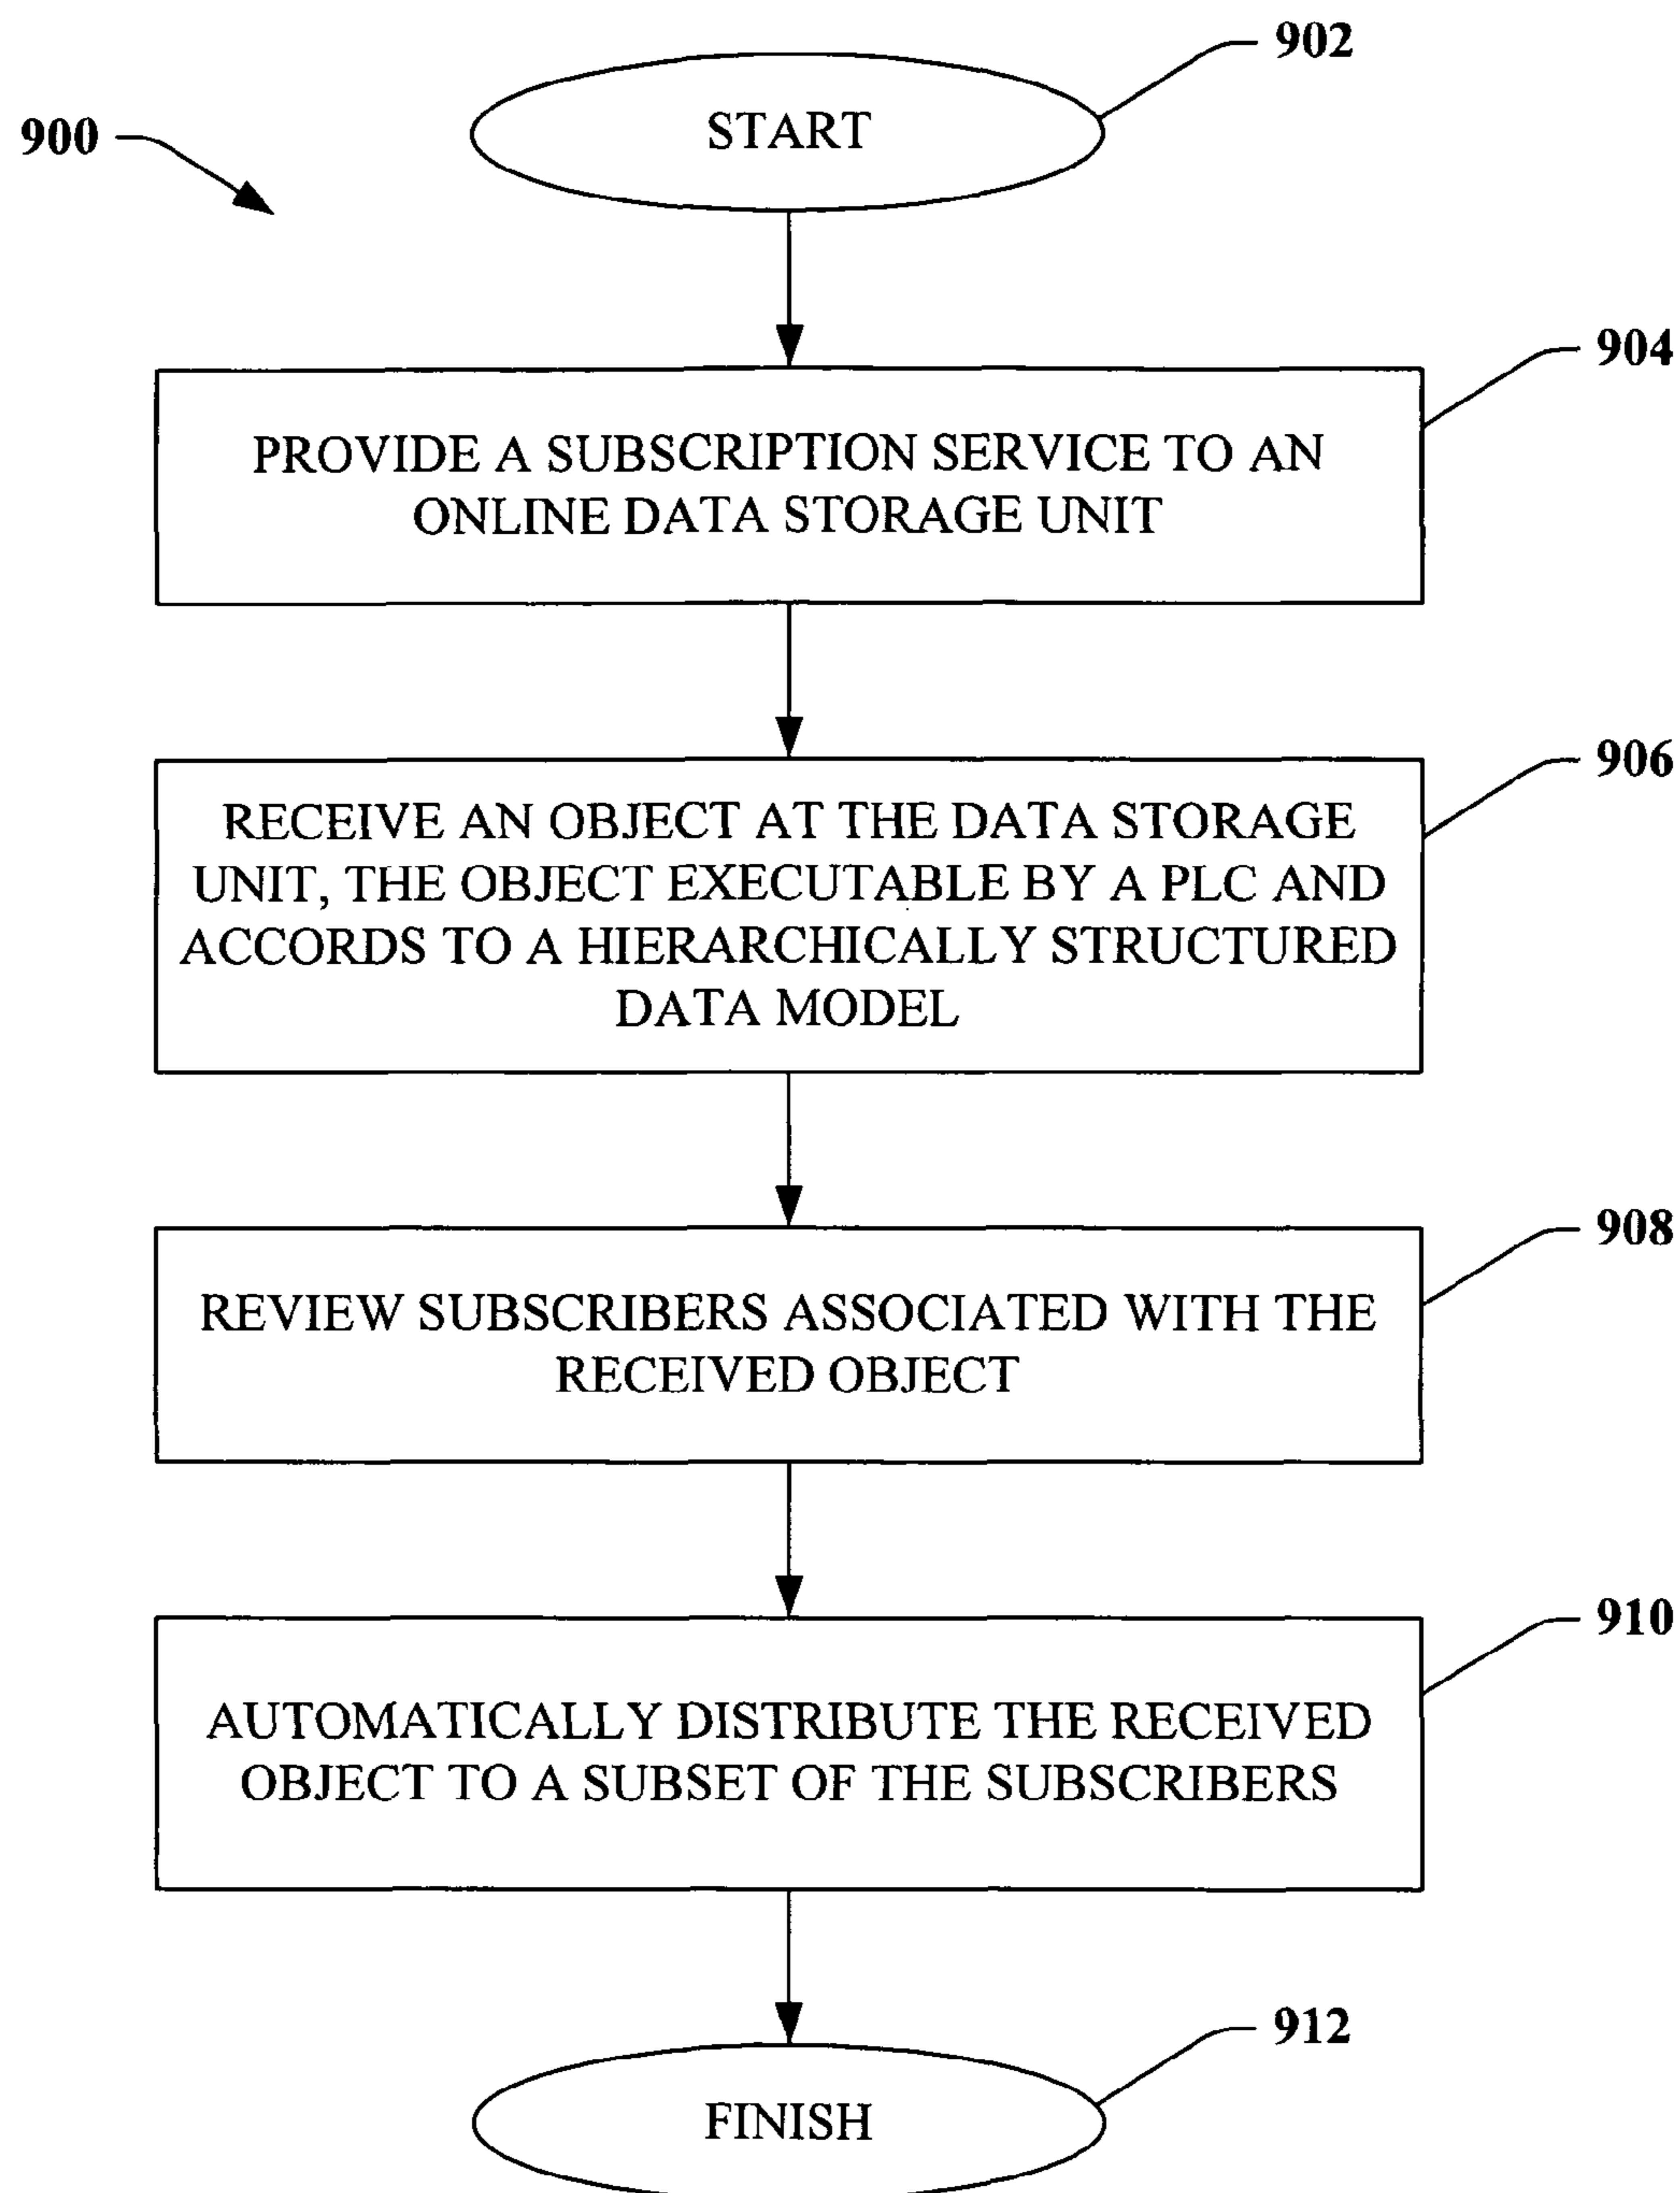 902
900
START
904
PROVIDE A SUBSCRIPTION SERVICE TO AN
ONLINE DATA STORAGE UNIT
906
RECEIVE AN OBJECT AT THE DATA STORAGE
UNIT, THE OBJECT EXECUTABLE BY A PLC AND
ACCORDS TO A HIERARCHICALLY STRUCTURED
DATA MODEL
908
REVIEW SUBSCRIBERS ASSOCIATED WITH THE
RECEIVED OBJECT
910
AUTOMATICALLY DISTRIBUTE THE RECEIVED
OBJECT TO A SUBSET OF THE SUBSCRIBERS
912
FINISH